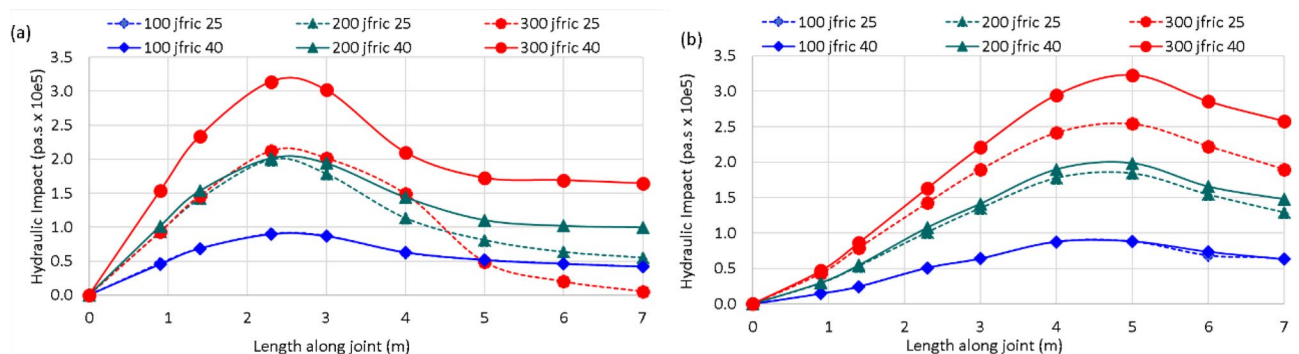 (a)
100 jfric 25 200 jfric 25 300 jfric 25
100 jfric 40 200 jfric 40 300 jfric 40
Hydraulic Impact (pa.s x 10e5)
3.5
3.0
2.5
2.0
1.5
1.0
0.5
0.0
0 1 2 3 4 5 6 7
Length along joint (m)
(b)
100 jfric 25 200 jfric 25 300 jfric 25
100 jfric 40 200 jfric 40 300 jfric 40
Hydraulic Impact (pa.s x 10e5)
3.5
3.0
2.5
2.0
1.5
1.0
0.5
0.0
0 1 2 3 4 5 6 7
Length along joint (m)